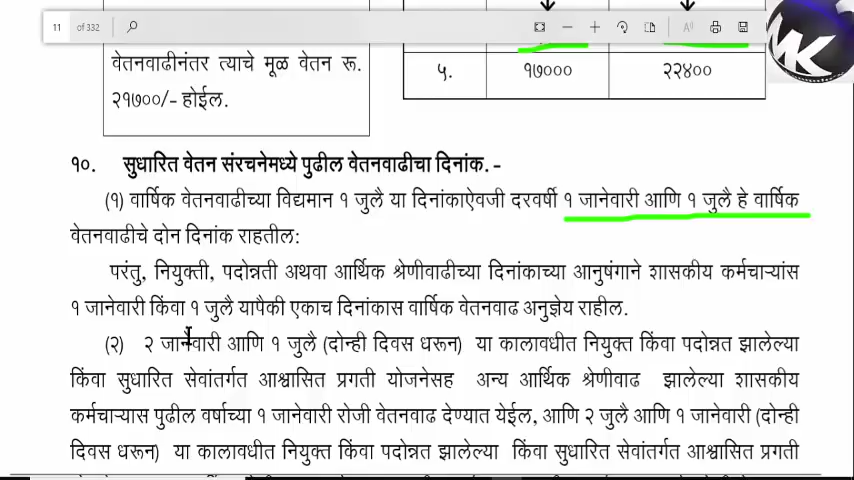 11 of 332
वेतनवाढीनंतर त्याचे मूळ वेतन रू.
२१७००/- होईल.
५. १७००० २२४००
१०. सुधारित वेतन संरचनेमध्ये पुढील वेतनवाढीचा दिनांक. -
(१) वार्षिक वेतनवाढीच्या विद्यमान १ जुलै या दिनांकाऐवजी दरवर्षी १ जानेवारी आणि १ जुलै हे वार्षिक
वेतनवाढीचे दोन दिनांक राहतील:
परंतु, नियुक्ती, पदोन्नती अथवा आर्थिक श्रेणीवाढीच्या दिनांकाच्या आनुषंगाने शासकीय कर्मचाऱ्यांस
१ जानेवारी किंवा १ जुलै यापैकी एकाच दिनांकास वार्षिक वेतनवाढ अनुज्ञेय राहील.
(२) २ जानेवारी आणि १ जुलै (दोन्ही दिवस धरून) या कालावधीत नियुक्त किंवा पदोन्नत झालेल्या
किंवा सुधारित सेवांतर्गत आश्वासित प्रगती योजनेसह अन्य आर्थिक श्रेणीवाढ झालेल्या शासकीय
कर्मचाऱ्यास पुढील वर्षाच्या १ जानेवारी रोजी वेतनवाढ देण्यात येईल, आणि २ जुलै आणि १ जानेवारी (दोन्ही
दिवस धरून) या कालावधीत नियुक्त किंवा पदोन्नत झालेल्या किंवा सुधारित सेवांतर्गत आश्वासित प्रगती